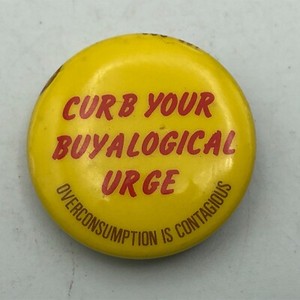 CURB YOUR
BUYALOGICAL
URGE
OVERCONSUMPTION IS CONTAGIOUS